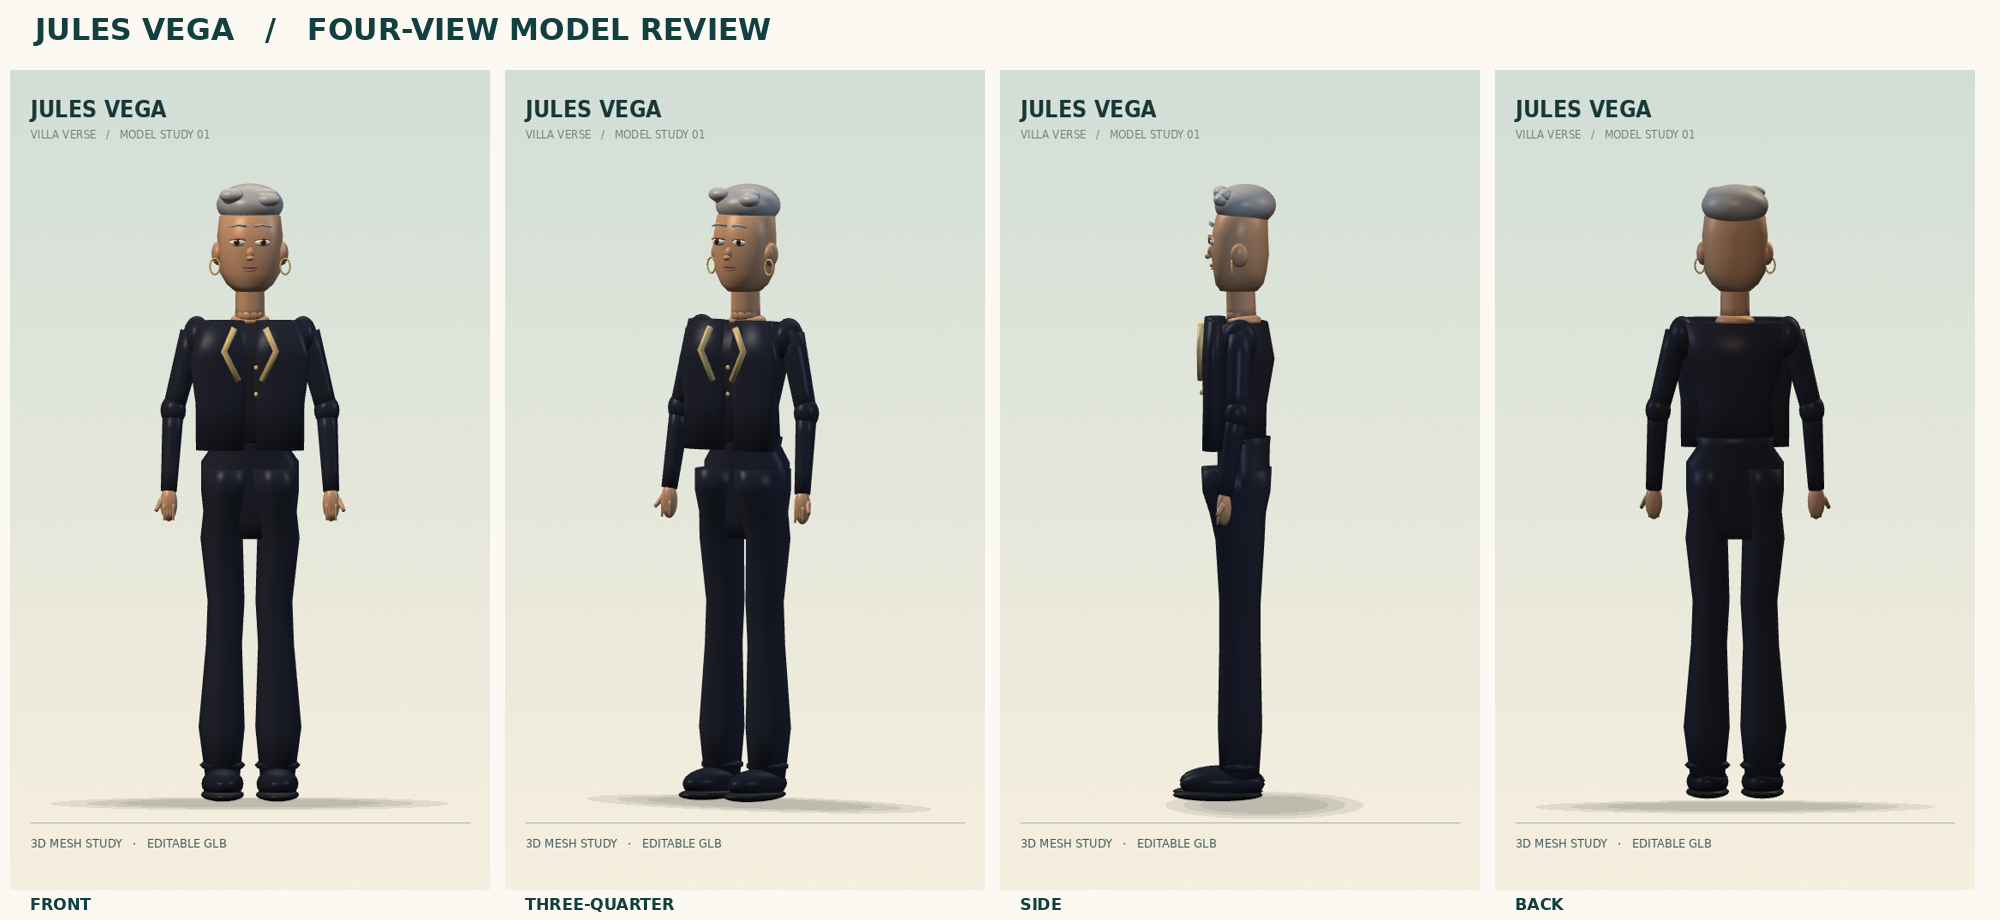 JULES VEGA / FOUR-VIEW MODEL REVIEW
JULES VEGA
VILLA VERSE / MODEL STUDY 01
3D MESH STUDY · EDITABLE GLB
FRONT
JULES VEGA
VILLA VERSE / MODEL STUDY 01
3D MESH STUDY · EDITABLE GLB
THREE-QUARTER
JULES VEGA
VILLA VERSE / MODEL STUDY 01
3D MESH STUDY · EDITABLE GLB
SIDE
JULES VEGA
VILLA VERSE / MODEL STUDY 01
3D MESH STUDY · EDITABLE GLB
BACK